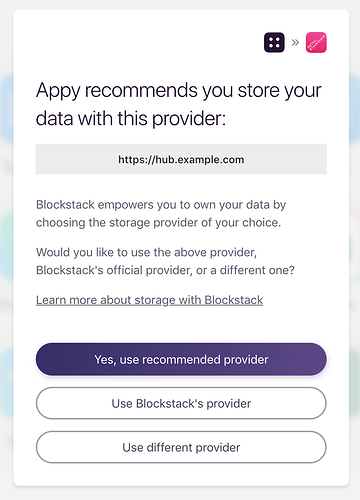 »
Appy recommends you store your
data with this provider:
https://hub.example.com
Blockstack empowers you to own your data by
choosing the storage provider of your choice.
Would you like to use the above provider,
Blockstack's official provider, or a different one?
Learn more about storage with Blockstack
Yes, use recommended provider
Use Blockstack's provider
Use different provider